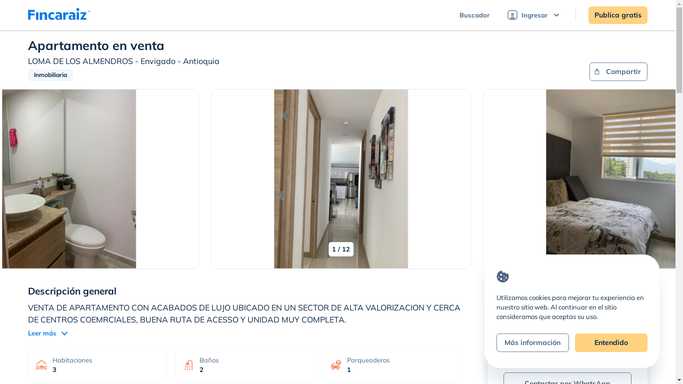 Fincaraiz
Buscador
Ingresar
Publica gratis
Apartamento en venta
LOMA DE LOS ALMENDROS - Envigado - Antioquia
Inmobiliaria
Compartir
1 / 12
Descripción general
VENTA DE APARTAMENTO CON ACABADOS DE LUJO UBICADO EN UN SECTOR DE ALTA VALORIZACION Y CERCA
DE CENTROS COEMRCIALES, BUENA RUTA DE ACCESO Y UNIDAD MUY COMPLETA.
Leer más
Habitaciones
3
Baños
2
Parqueaderos
1
Utilizamos cookies para mejorar tu experiencia en
nuestro sitio web. Al continuar en el sitio
consideramos que aceptas su uso.
Más información
Entendido
Contactar por WhatsApp